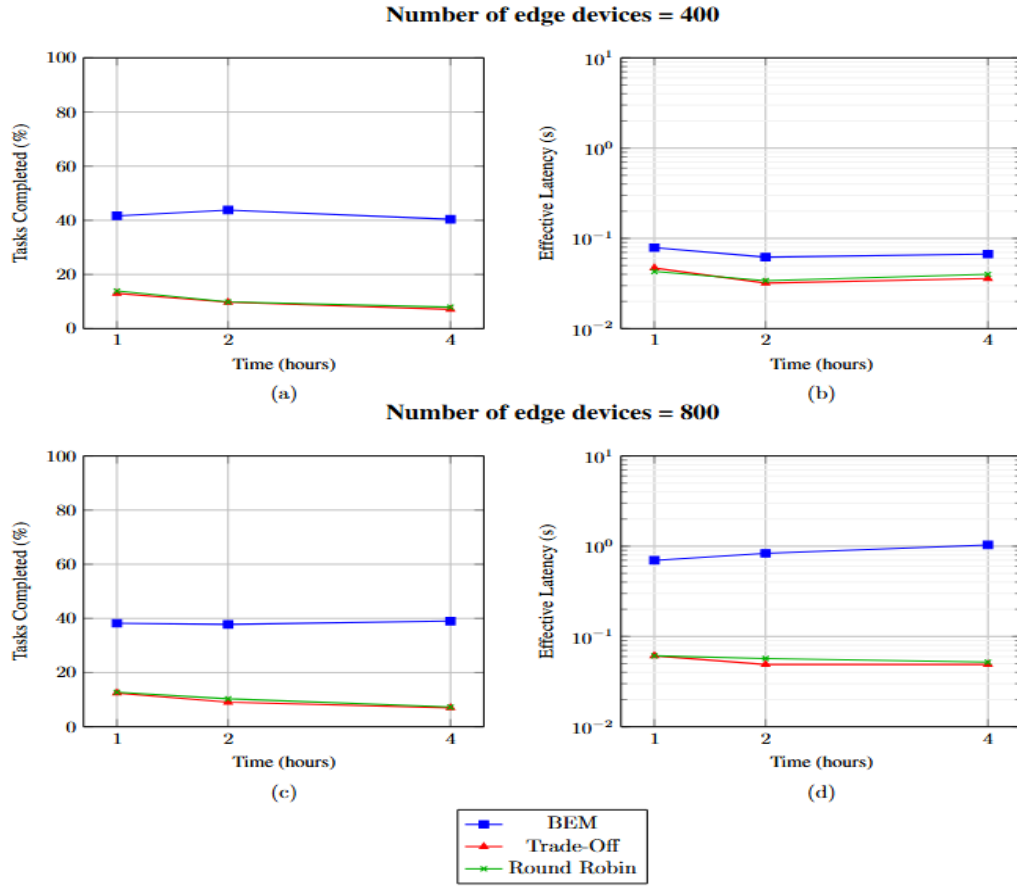 Number of edge devices = 400
100
80
60
40
20
0
Tasks Completed (%)
1
2
4
Time (hours)
(a)
10^1
10^0
10^−1
10^−2
Effective Latency (s)
1
2
4
Time (hours)
(b)
Number of edge devices = 800
100
80
60
40
20
0
Tasks Completed (%)
1
2
4
Time (hours)
(c)
10^1
10^0
10^−1
10^−2
Effective Latency (s)
1
2
4
Time (hours)
(d)
BEM
Trade-Off
Round Robin